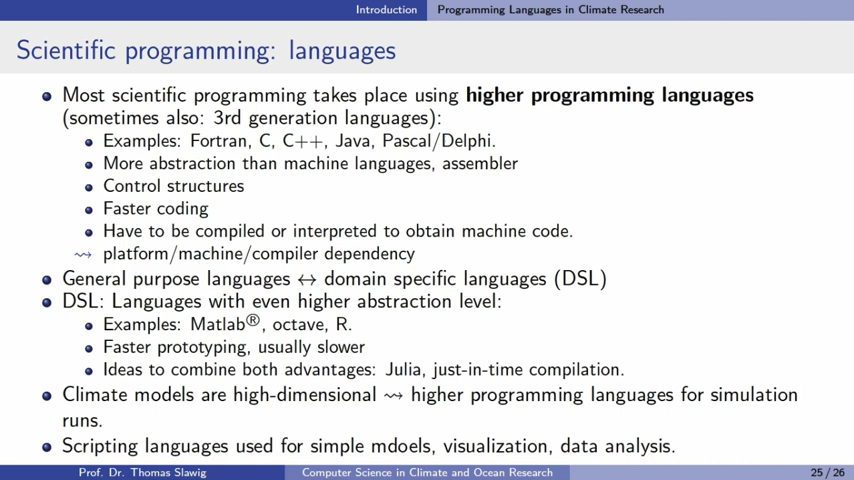 Introduction Programming Languages in Climate Research
Scientific programming: languages
Most scientific programming takes place using higher programming languages
(sometimes also: 3rd generation languages):
Examples: Fortran, C, C++, Java, Pascal/Delphi.
More abstraction than machine languages, assembler
Control structures
Faster coding
Have to be compiled or interpreted to obtain machine code.
⇝ platform/machine/compiler dependency
General purpose languages ↔ domain specific languages (DSL)
DSL: Languages with even higher abstraction level:
Examples: Matlab®, octave, R.
Faster prototyping, usually slower
Ideas to combine both advantages: Julia, just-in-time compilation.
Climate models are high-dimensional ⇝ higher programming languages for simulation
runs.
Scripting languages used for simple mdoels, visualization, data analysis.
Prof. Dr. Thomas Slawig Computer Science in Climate and Ocean Research 25 / 26